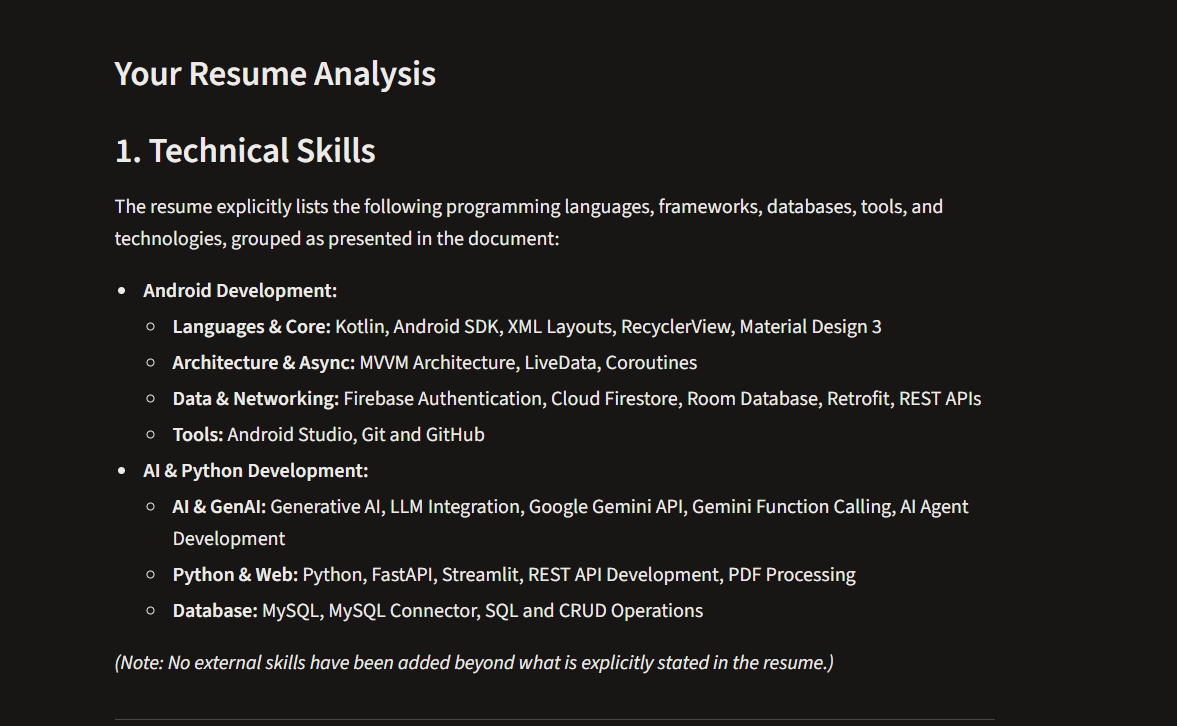 Your Resume Analysis
1. Technical Skills
The resume explicitly lists the following programming languages, frameworks, databases, tools, and
technologies, grouped as presented in the document:
• Android Development:
○ Languages & Core: Kotlin, Android SDK, XML Layouts, RecyclerView, Material Design 3
○ Architecture & Async: MVVM Architecture, LiveData, Coroutines
○ Data & Networking: Firebase Authentication, Cloud Firestore, Room Database, Retrofit, REST APIs
○ Tools: Android Studio, Git and GitHub
• AI & Python Development:
○ AI & GenAI: Generative AI, LLM Integration, Google Gemini API, Gemini Function Calling, AI Agent
Development
○ Python & Web: Python, FastAPI, Streamlit, REST API Development, PDF Processing
○ Database: MySQL, MySQL Connector, SQL and CRUD Operations
(Note: No external skills have been added beyond what is explicitly stated in the resume.)